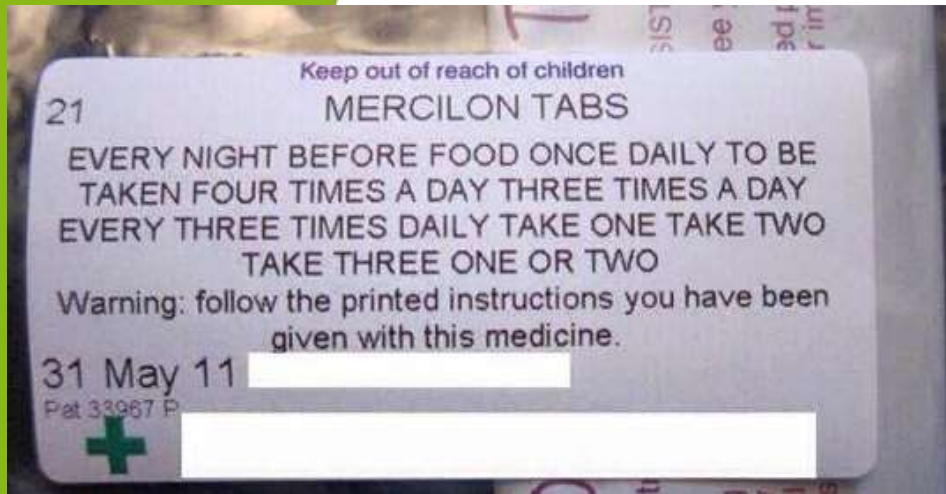 Keep out of reach of children
21 MERCILON TABS
EVERY NIGHT BEFORE FOOD ONCE DAILY TO BE
TAKEN FOUR TIMES A DAY THREE TIMES A DAY
EVERY THREE TIMES DAILY TAKE ONE TAKE TWO
TAKE THREE ONE OR TWO
Warning: follow the printed instructions you have been
given with this medicine.
31 May 11
Pat 33967 P